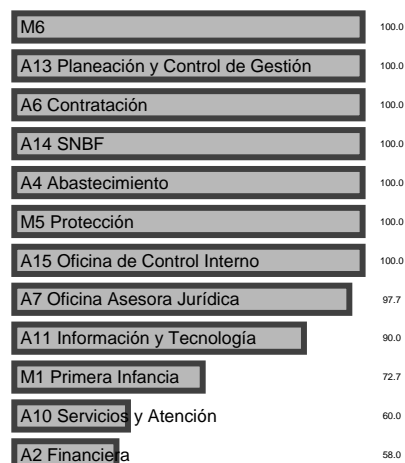 M6 100.0
A13 Planeación y Control de Gestión 100.0
A6 Contratación 100.0
A14 SNBF 100.0
A4 Abastecimiento 100.0
M5 Protección 100.0
A15 Oficina de Control Interno 100.0
A7 Oficina Asesora Jurídica 97.7
A11 Información y Tecnología 90.0
M1 Primera Infancia 72.7
A10 Servicios y Atención 60.0
A2 Financiera 58.0